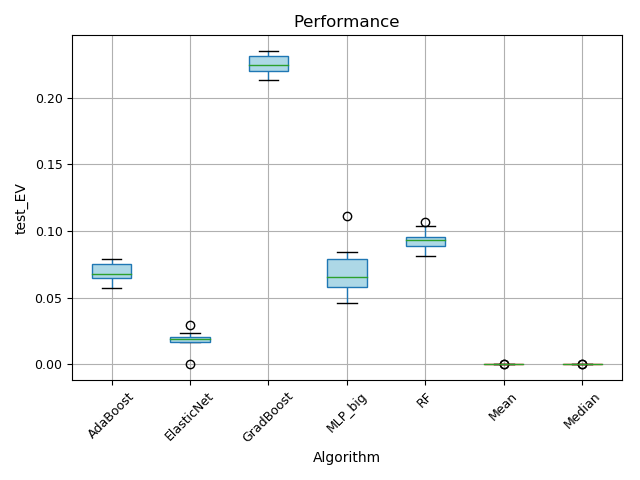 Performance
test_EV
0.20
0.15
0.10
0.05
0.00
AdaBoost
ElasticNet
GradBoost
MLP_big
RF
Mean
Median
Algorithm